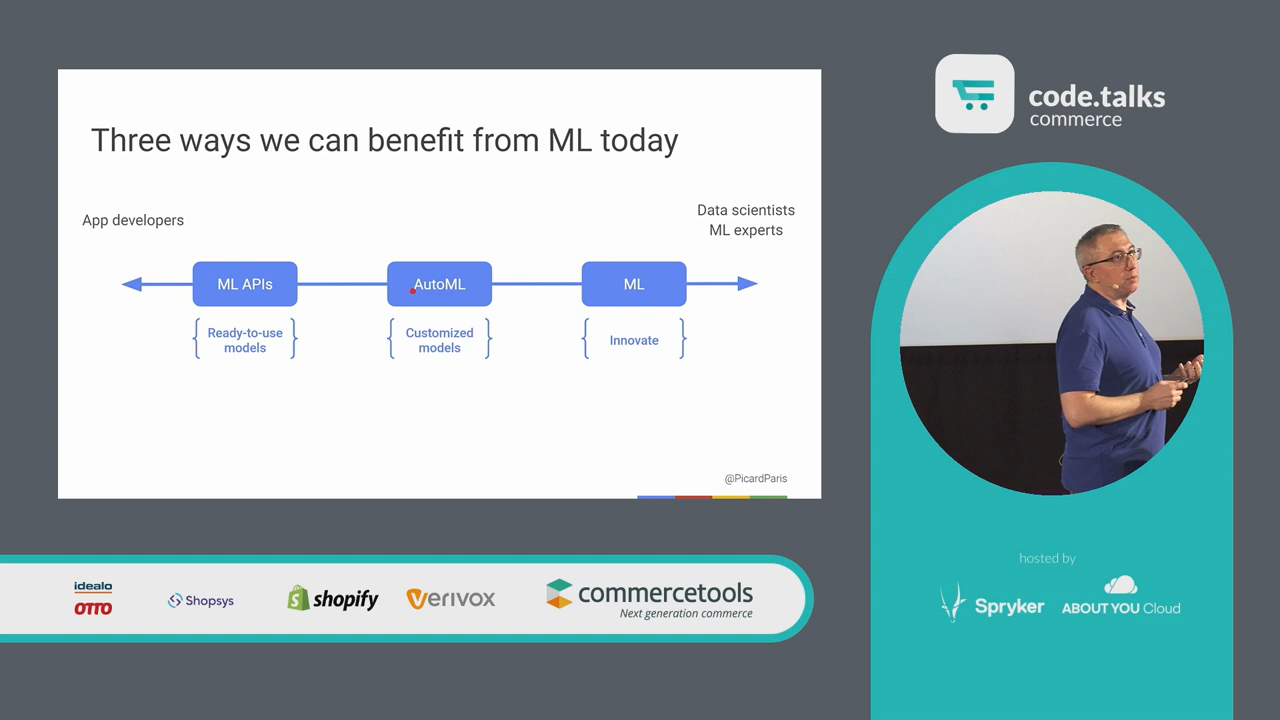 Three ways we can benefit from ML today
App developers
Data scientists
ML experts
ML APIs
AutoML
ML
Ready-to-use
models
Customized
models
Innovate
@PicardParis
code.talks
commerce
hosted by
Spryker
ABOUT YOU Cloud
idealo
OTTO
Shopsys
shopify
VERIVOX
commercetools
Next generation commerce